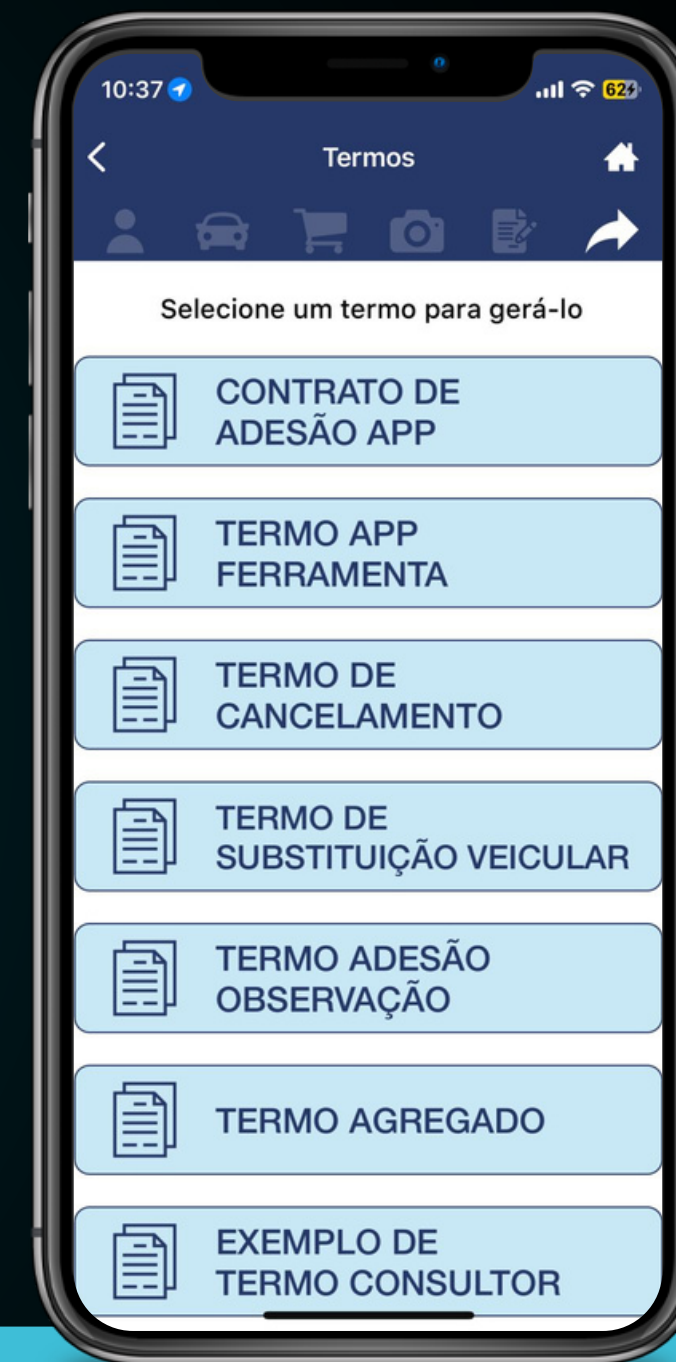 10:37
62
Termos
Selecione um termo para gerá-lo
CONTRATO DE
ADESÃO APP
TERMO APP
FERRAMENTA
TERMO DE
CANCELAMENTO
TERMO DE
SUBSTITUIÇÃO VEICULAR
TERMO ADESÃO
OBSERVAÇÃO
TERMO AGREGADO
EXEMPLO DE
TERMO CONSULTOR